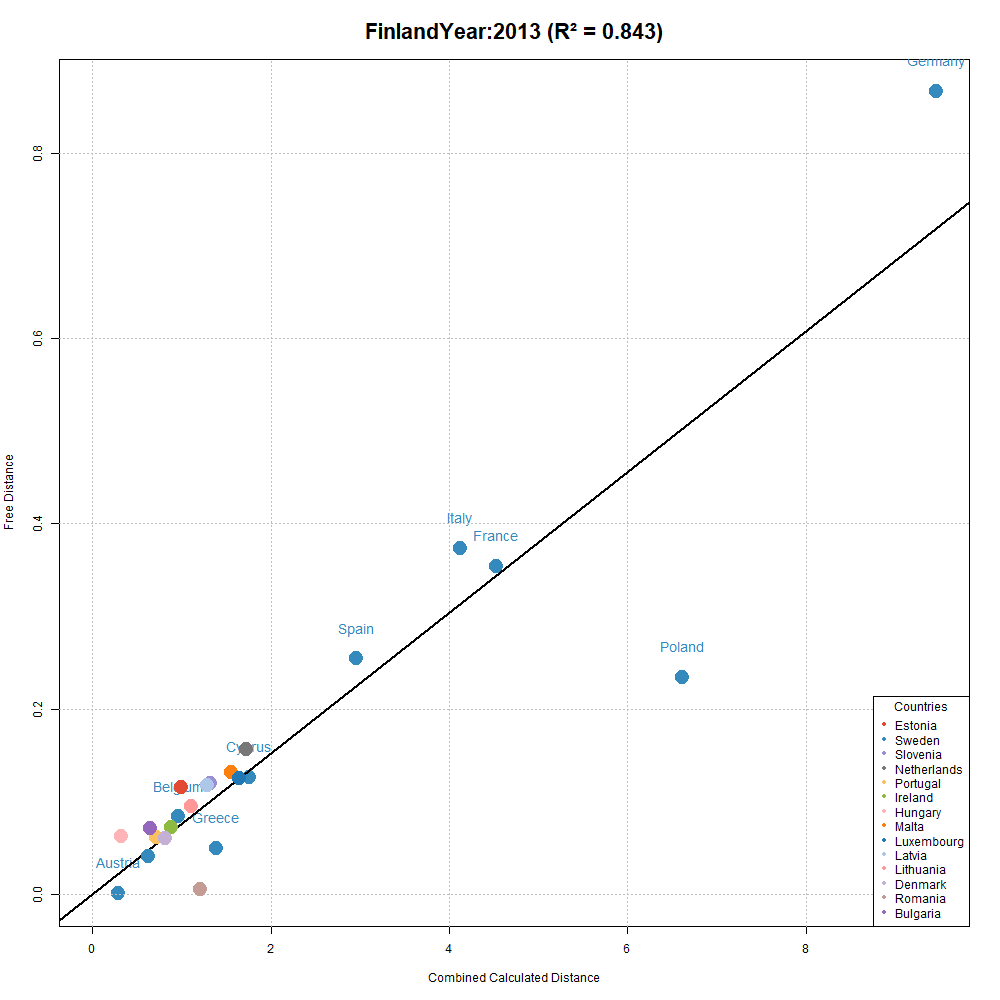 FinlandYear:2013 (R² = 0.843)
Germany
0.8
0.6
Free Distance
0.4
Italy
France
Spain
Poland
0.2
Cyprus
Belgium
Greece
Austria
0.0
Countries
Estonia
Sweden
Slovenia
Netherlands
Portugal
Ireland
Hungary
Malta
Luxembourg
Latvia
Lithuania
Denmark
Romania
Bulgaria
0 2 4 6 8
Combined Calculated Distance